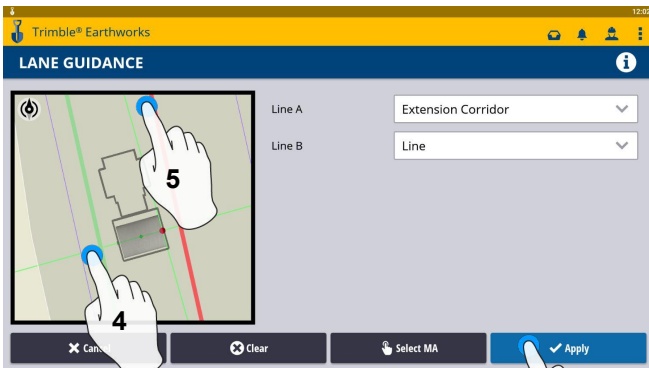 12:02
Trimble® Earthworks
LANE GUIDANCE
Line A Extension Corridor
Line B Line
5
4
Clear
Select MA
Apply